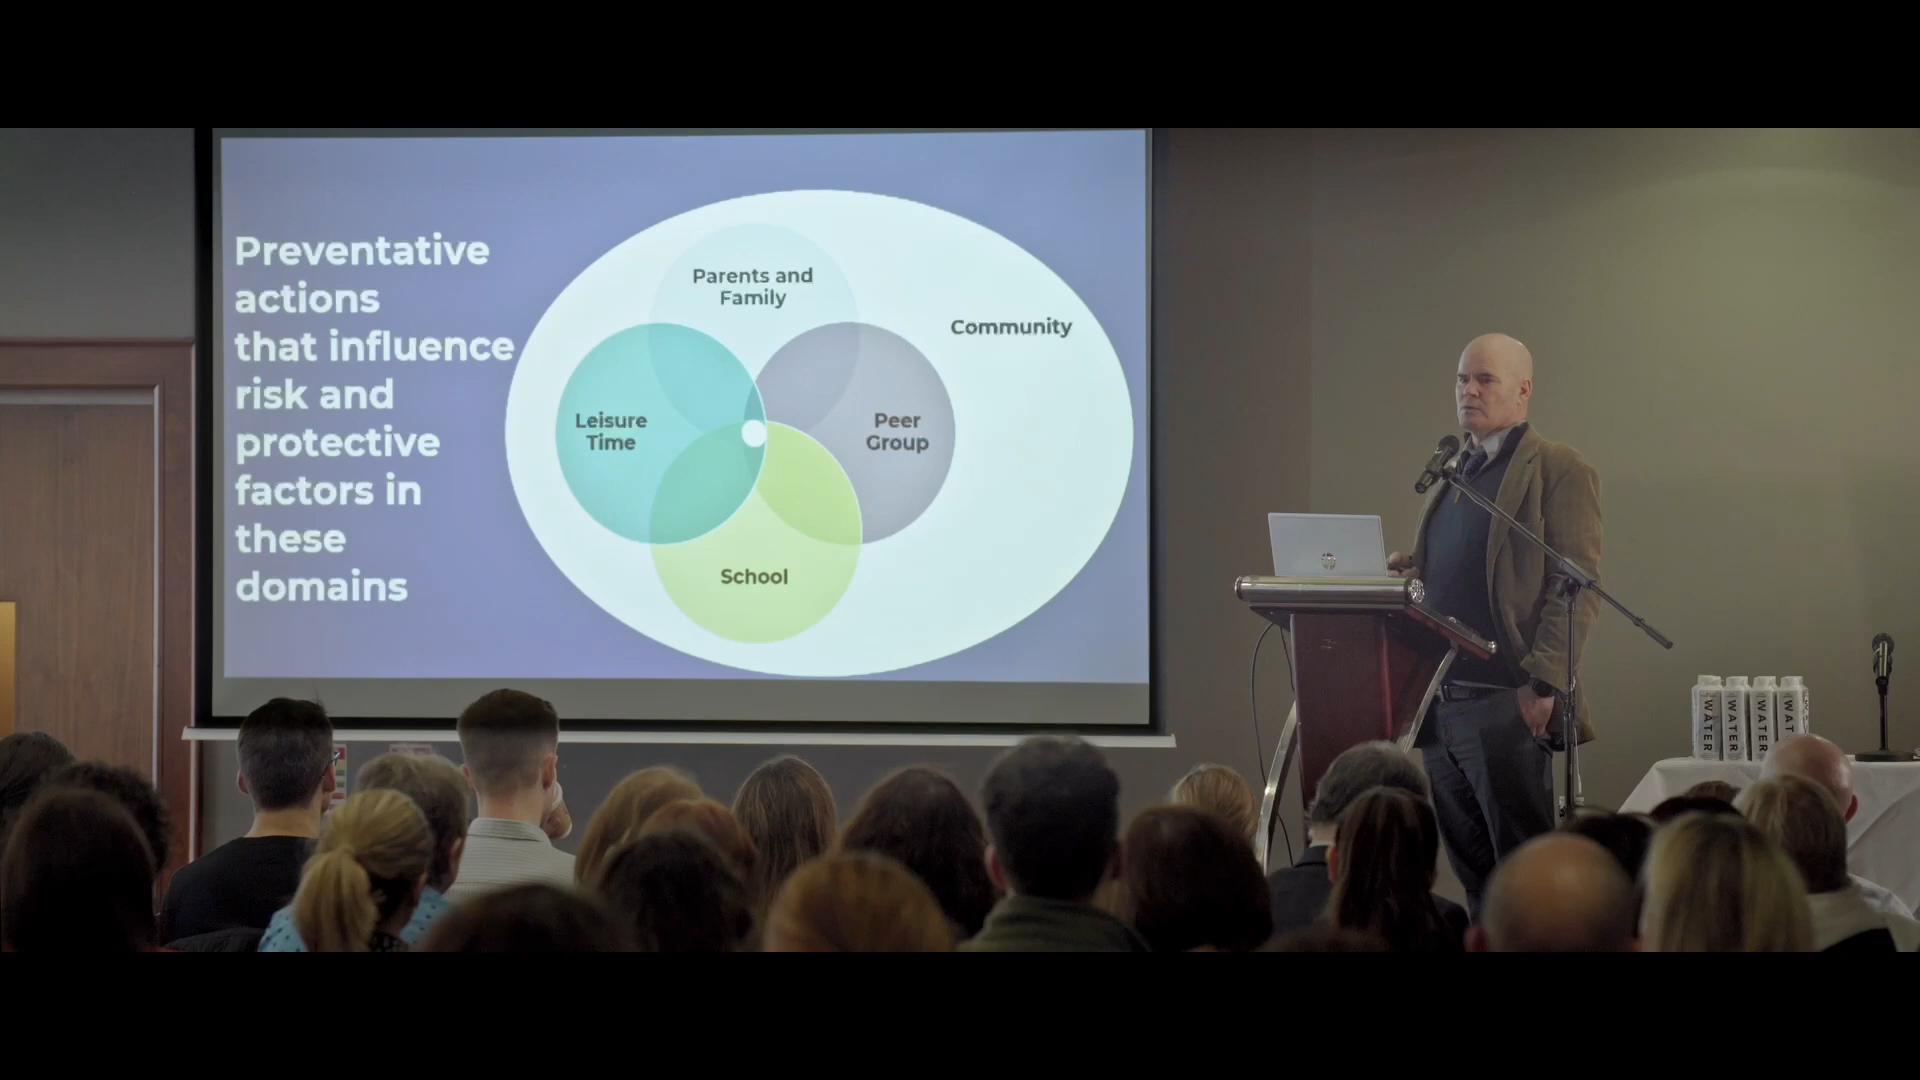 Preventative
actions
that influence
risk and
protective
factors in
these
domains
Parents and
Family
Community
Leisure
Time
Peer
Group
School
WATER
WATER
WATER
WAT